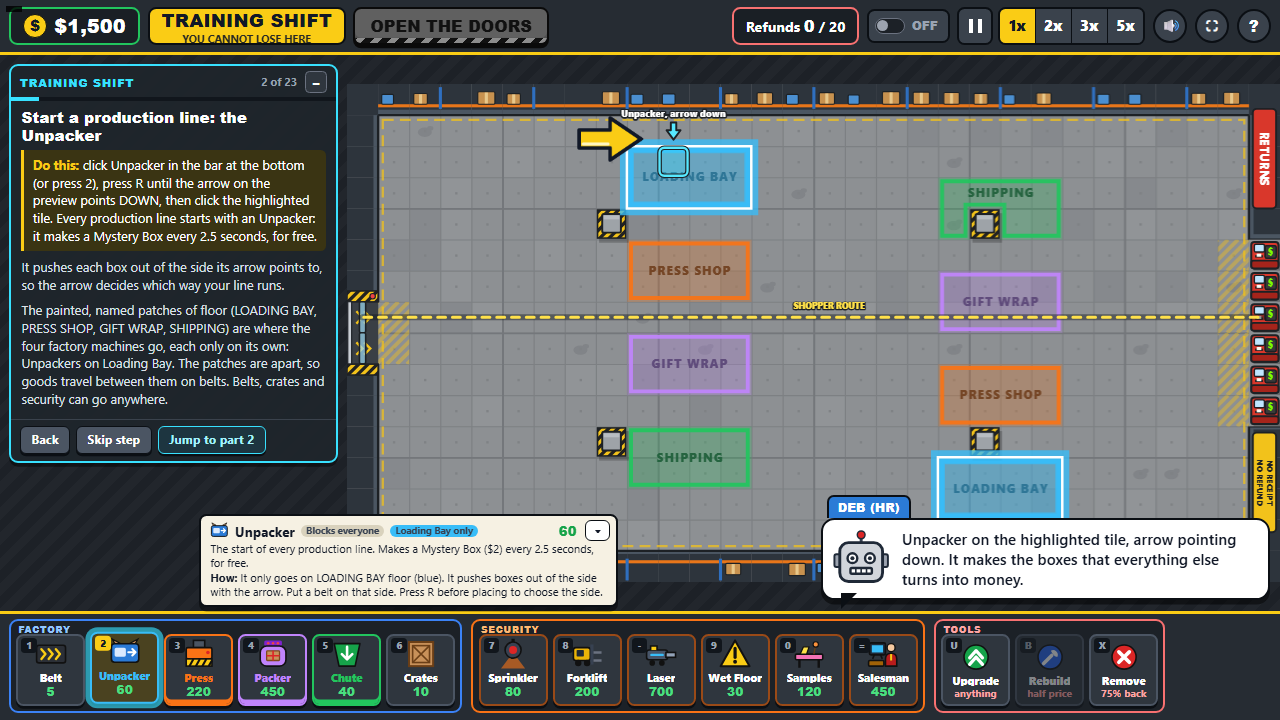 $1,500
TRAINING SHIFT
YOU CANNOT LOSE HERE
OPEN THE DOORS
Refunds 0 / 20
OFF
1x
2x
3x
5x
?
TRAINING SHIFT
2 of 23
Start a production line: the
Unpacker
Do this: click Unpacker in the bar at the bottom
(or press 2), press R until the arrow on the
preview points DOWN, then click the highlighted
tile. Every production line starts with an Unpacker:
it makes a Mystery Box every 2.5 seconds, for free.
It pushes each box out of the side its arrow points to,
so the arrow decides which way your line runs.
The painted, named patches of floor (LOADING BAY,
PRESS SHOP, GIFT WRAP, SHIPPING) are where the
four factory machines go, each only on its own:
Unpackers on Loading Bay. The patches are apart, so
goods travel between them on belts. Belts, crates and
security can go anywhere.
Back
Skip step
Jump to part 2
Unpacker, arrow down
LOADING BAY
SHIPPING
PRESS SHOP
GIFT WRAP
SHOPPER ROUTE
GIFT WRAP
PRESS SHOP
SHIPPING
LOADING BAY
RETURNS
NO RECEIPT
NO REFUND
Unpacker
Blocks everyone
Loading Bay only
60
The start of every production line. Makes a Mystery Box ($2) every 2.5 seconds,
for free.
How: It only goes on LOADING BAY floor (blue). It pushes boxes out of the side
with the arrow. Put a belt on that side. Press R before placing to choose the side.
DEB (HR)
Unpacker on the highlighted tile, arrow pointing
down. It makes the boxes that everything else
turns into money.
FACTORY
1
Belt
5
2
Unpacker
60
3
Press
220
4
Packer
450
5
Chute
40
6
Crates
10
SECURITY
7
Sprinkler
80
8
Forklift
200
-
Laser
700
9
Wet Floor
30
0
Samples
120
=
Salesman
450
TOOLS
U
Upgrade
anything
B
Rebuild
half price
X
Remove
75% back